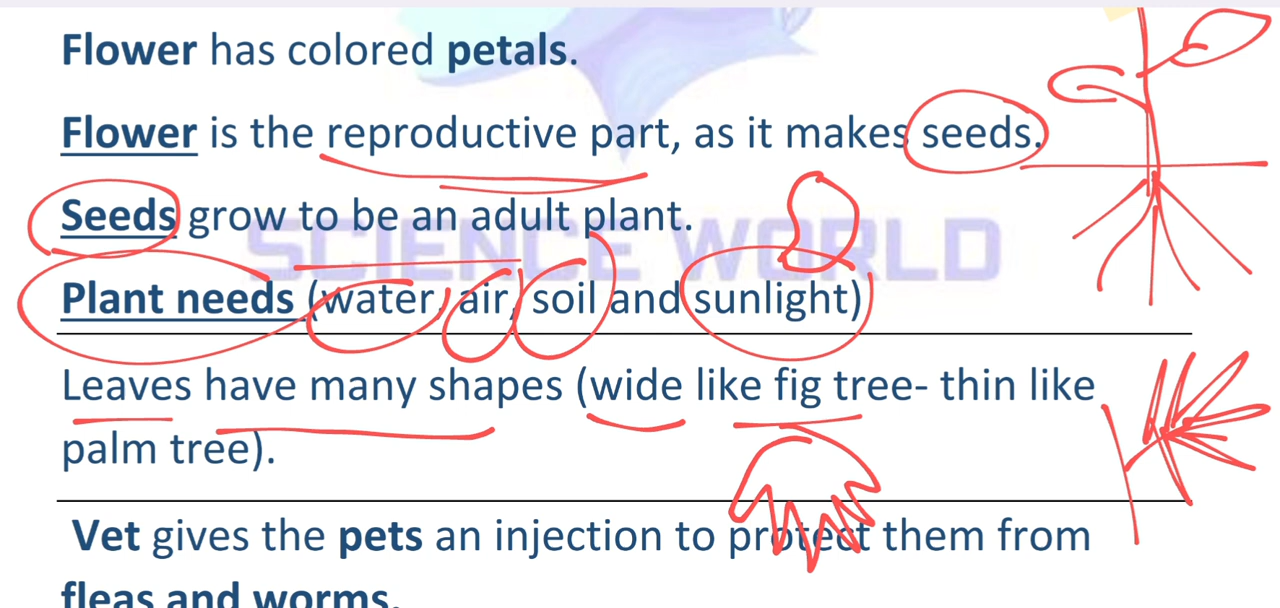 Flower has colored petals.
Flower is the reproductive part, as it makes seeds.
Seeds grow to be an adult plant.
SCIENCE WORLD
Plant needs (water, air, soil and sunlight)
Leaves have many shapes (wide like fig tree- thin like
palm tree).
Vet gives the pets an injection to protect them from
fleas and worms.